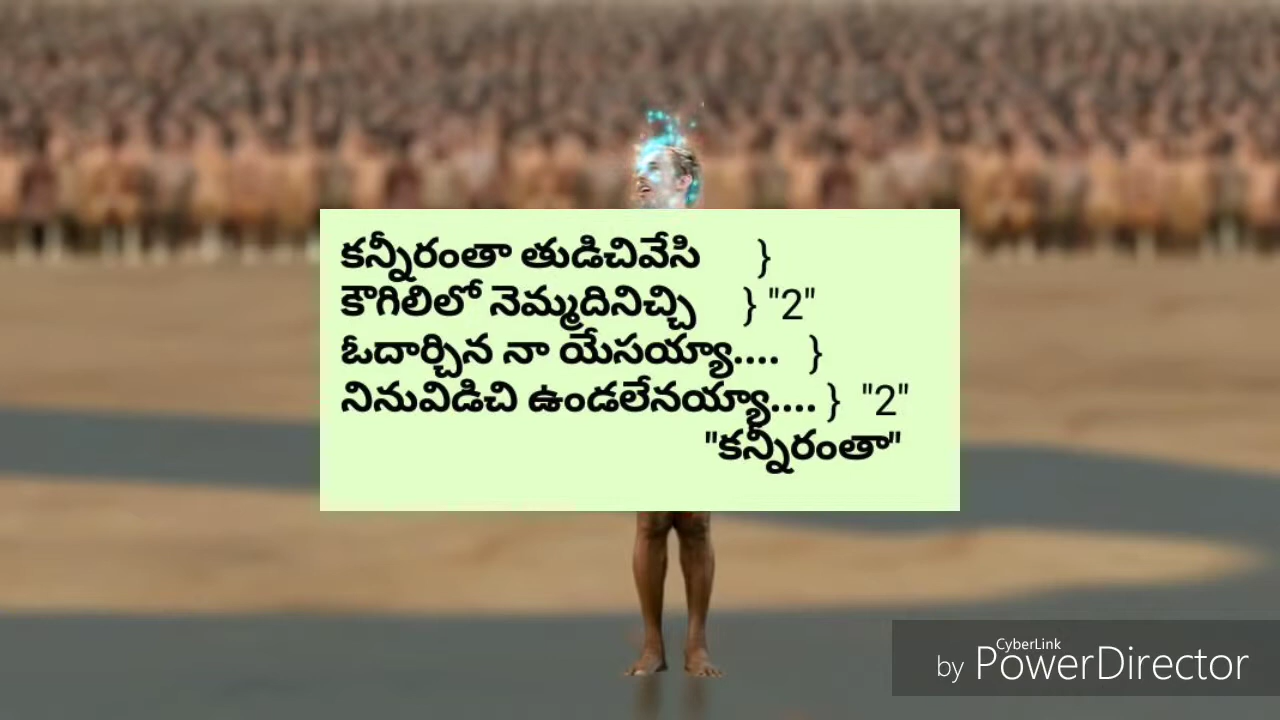 కన్నీరంతా తుడిచివేసి }
కౌగిలిలో నెమ్మదినిచ్చి } "2"
ఓదార్చిన నా యేసయ్యా.... }
నినువిడిచి ఉండలేనయ్యా.... } "2"
"కన్నీరంతా"
by CyberLink PowerDirector